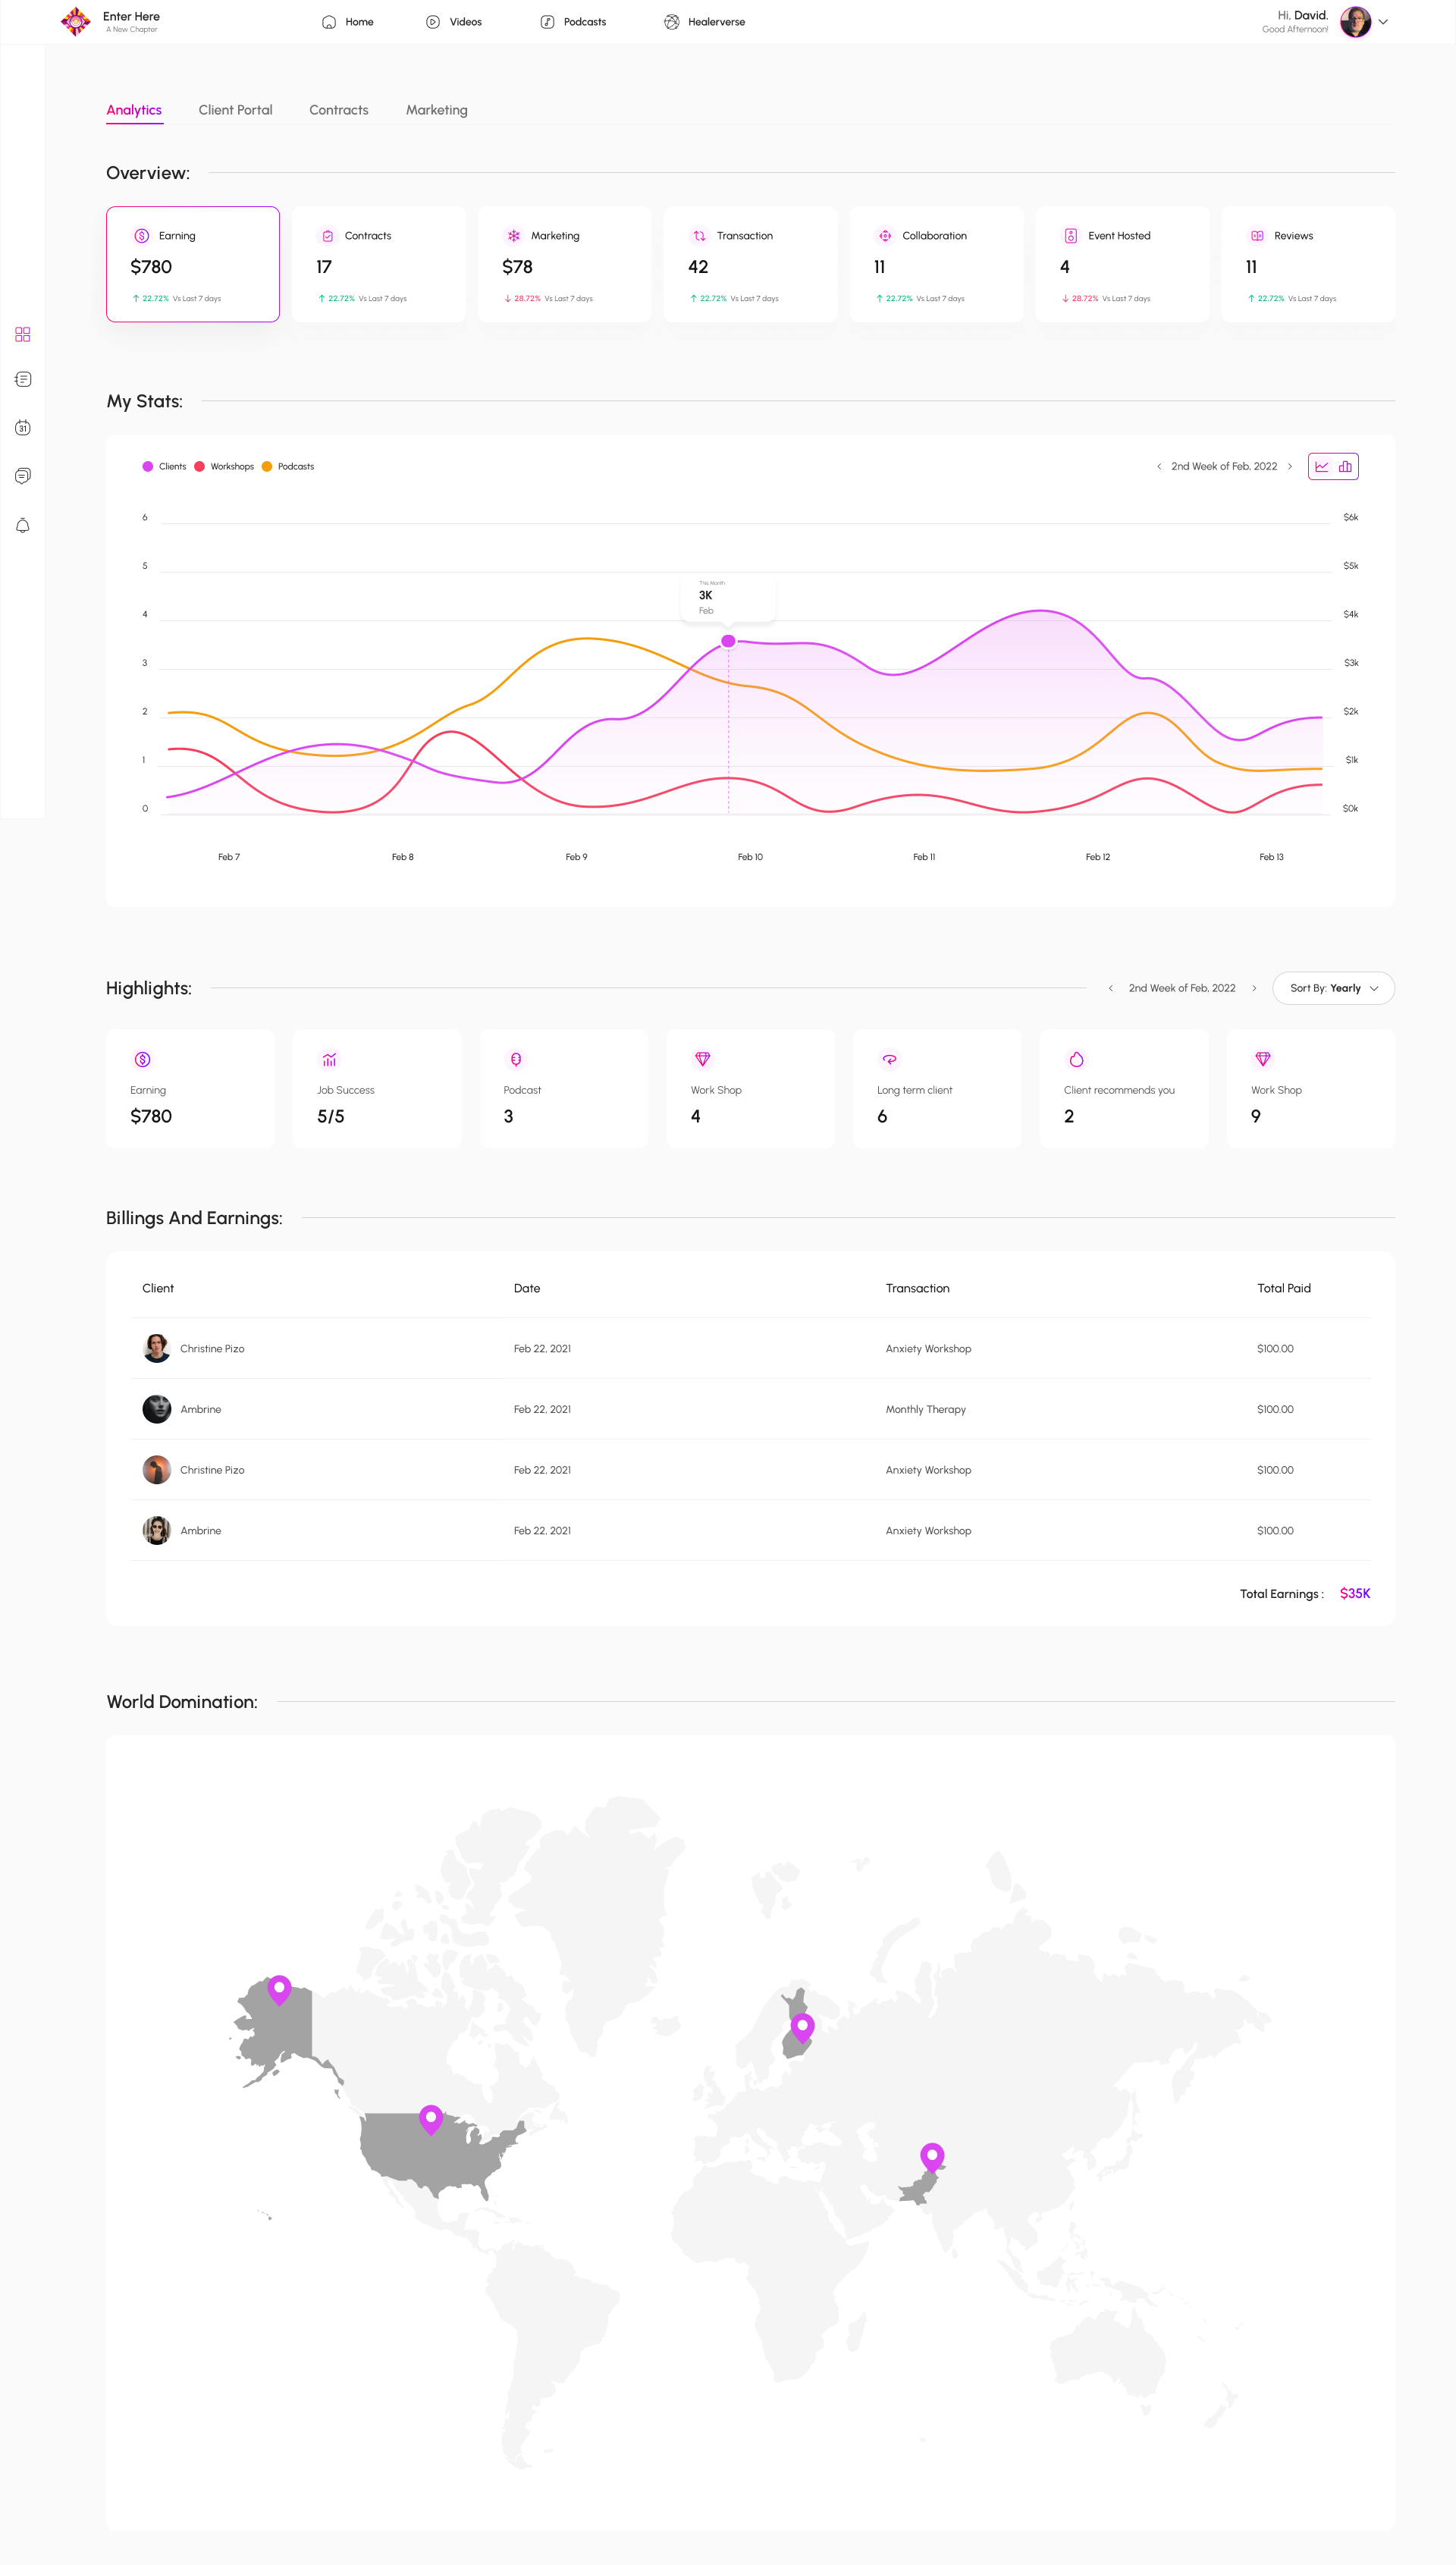 Enter Here
A New Chapter
Home
Videos
Podcasts
Healerverse
Hi, David.
Good Afternoon!
Analytics
Client Portal
Contracts
Marketing
Overview:
Earning
$780
22.72% Vs Last 7 days
Contracts
17
22.72% Vs Last 7 days
Marketing
$78
28.72% Vs Last 7 days
Transaction
42
22.72% Vs Last 7 days
Collaboration
11
22.72% Vs Last 7 days
Event Hosted
4
28.72% Vs Last 7 days
Reviews
11
22.72% Vs Last 7 days
31
My Stats:
Clients
Workshops
Podcasts
2nd Week of Feb, 2022
6
$6k
5
$5k
This Month
3K
Feb
4
$4k
3
$3k
2
$2k
1
$1k
0
$0k
Feb 7
Feb 8
Feb 9
Feb 10
Feb 11
Feb 12
Feb 13
Highlights:
2nd Week of Feb, 2022
Sort By: Yearly
Earning
$780
Job Success
5/5
Podcast
3
Work Shop
4
Long term client
6
Client recommends you
2
Work Shop
9
Billings And Earnings:
Client
Date
Transaction
Total Paid
Christine Pizo
Feb 22, 2021
Anxiety Workshop
$100.00
Ambrine
Feb 22, 2021
Monthly Therapy
$100.00
Christine Pizo
Feb 22, 2021
Anxiety Workshop
$100.00
Ambrine
Feb 22, 2021
Anxiety Workshop
$100.00
Total Earnings :
$35K
World Domination: